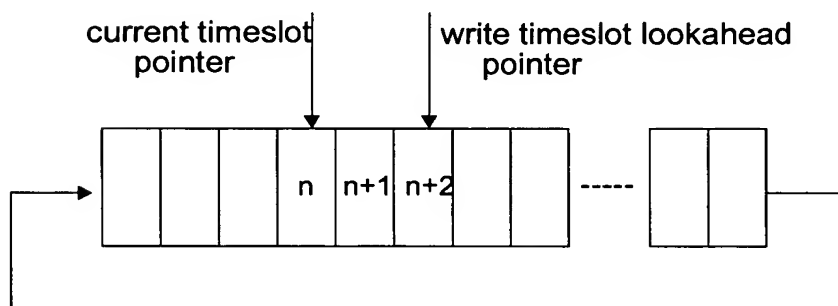 current timeslot
pointer
write timeslot lookahead
pointer
n n+1 n+2